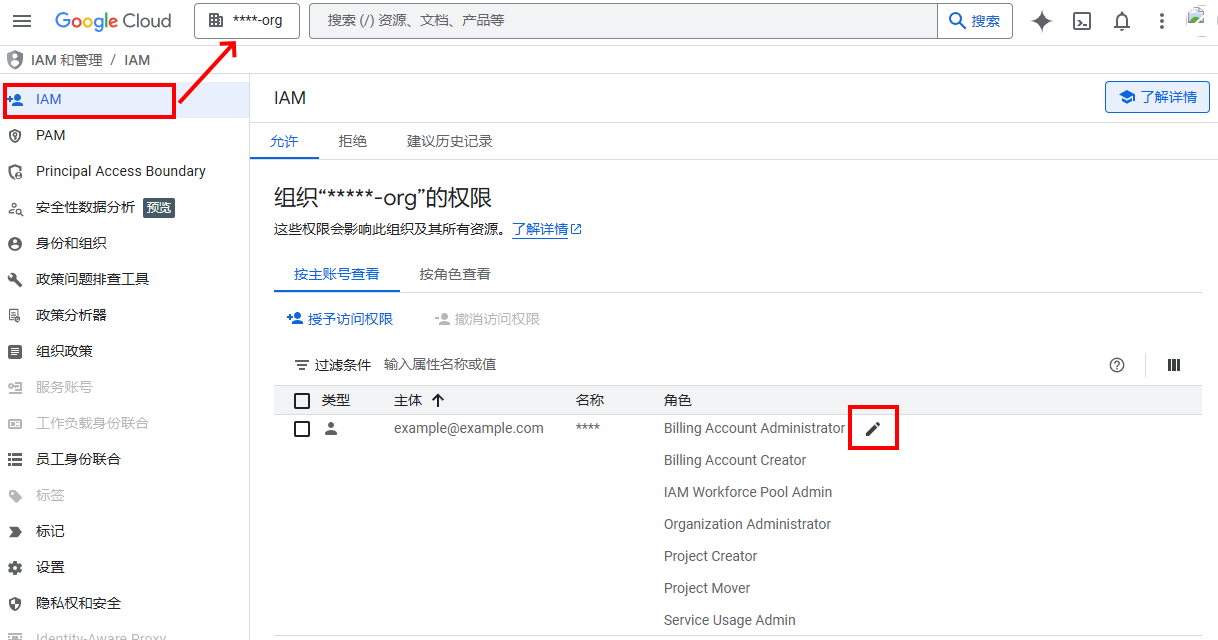 Google Cloud
****-org
搜索 (/) 资源、文档、产品等
搜索
IAM 和管理 / IAM
IAM
PAM
Principal Access Boundary
安全性数据分析 预览
身份和组织
政策问题排查工具
政策分析器
组织政策
服务账号
工作负载身份联合
员工身份联合
标签
标记
设置
隐私权和安全
Identity-Aware Proxy
IAM
了解详情
允许 拒绝 建议历史记录
组织“*****-org”的权限
这些权限会影响此组织及其所有资源。了解详情
按主账号查看 按角色查看
授予访问权限 撤消访问权限
过滤条件 输入属性名称或值
类型 主体 名称 角色
example@example.com **** Billing Account Administrator
Billing Account Creator
IAM Workforce Pool Admin
Organization Administrator
Project Creator
Project Mover
Service Usage Admin